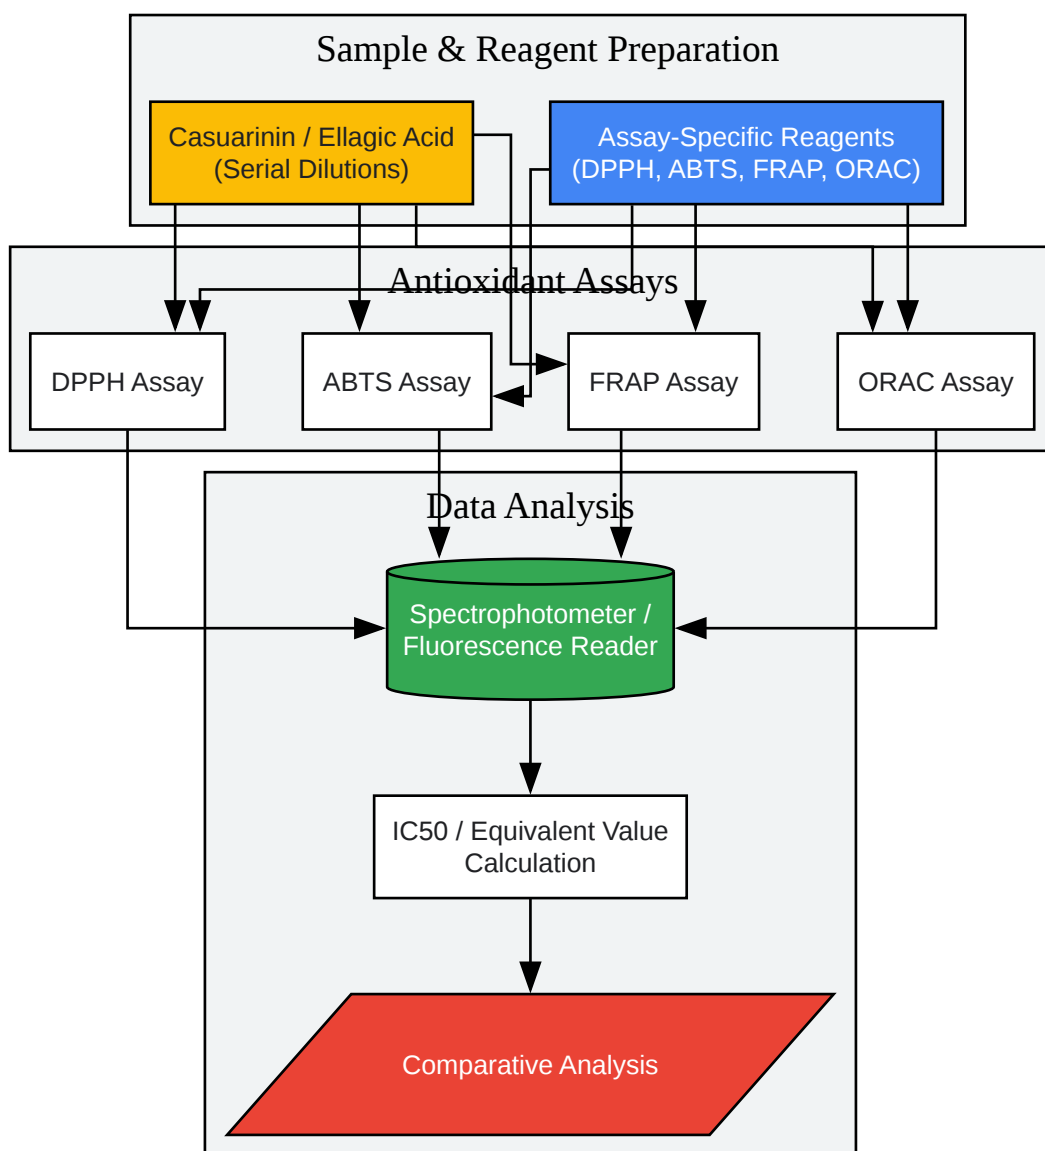 Sample & Reagent Preparation
Casuarinin / Ellagic Acid
(Serial Dilutions)
Assay-Specific Reagents
(DPPH, ABTS, FRAP, ORAC)
Antioxidant Assays
DPPH Assay
ABTS Assay
FRAP Assay
ORAC Assay
Data Analysis
Spectrophotometer /
Fluorescence Reader
IC50 / Equivalent Value
Calculation
Comparative Analysis